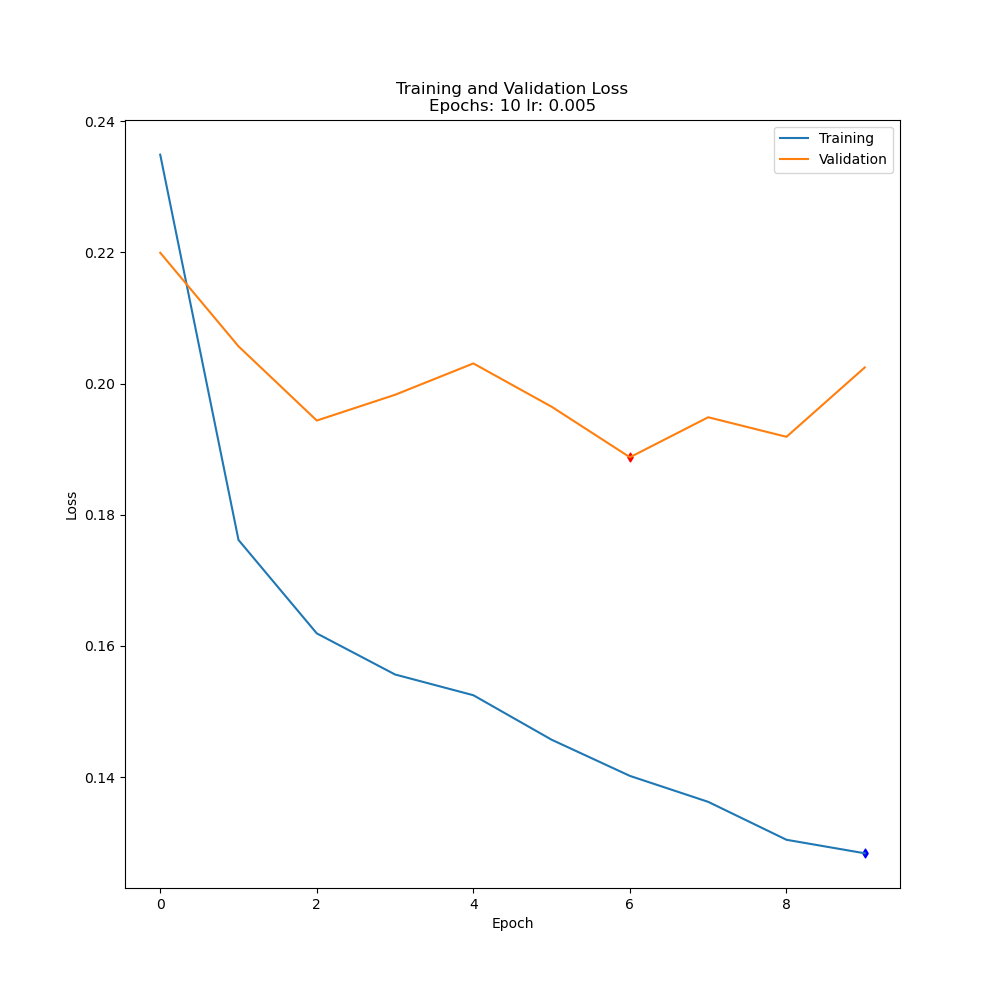 Training and Validation Loss
Epochs: 10 lr: 0.005
Training
Validation
0.24
0.22
0.20
0.18
0.16
0.14
Loss
0 2 4 6 8
Epoch